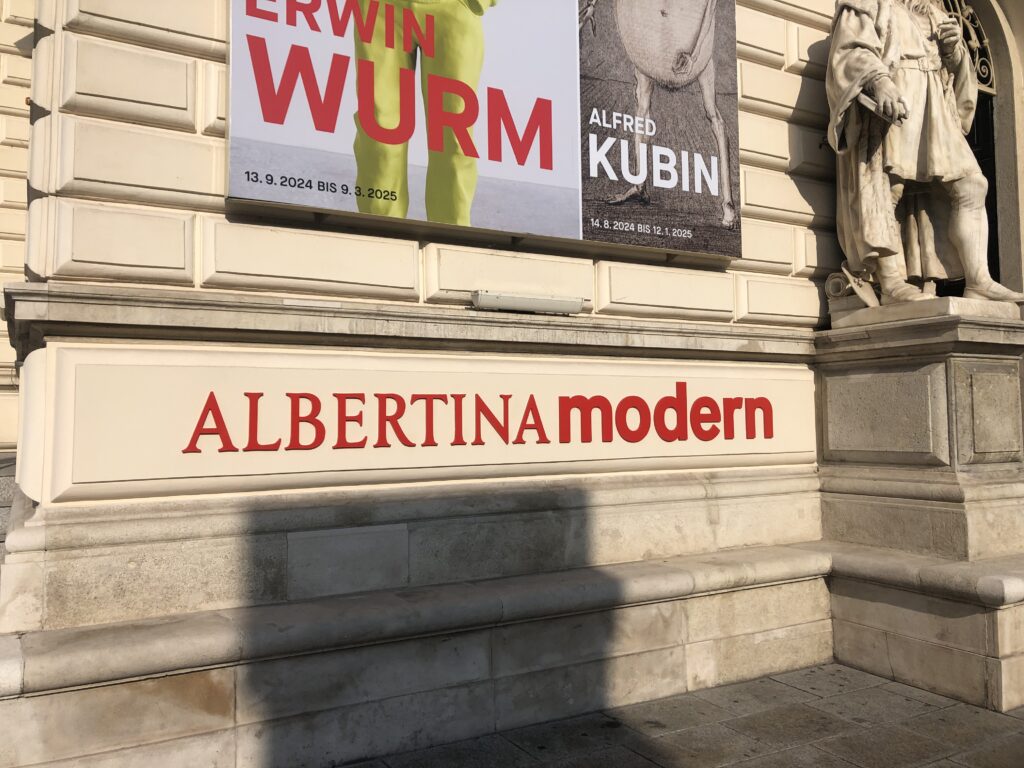 ERWIN
WURM
13. 9. 2024 BIS 9. 3. 2025
ALFRED
KUBIN
14. 8. 2024 BIS 12. 1. 2025
ALBERTINA modern